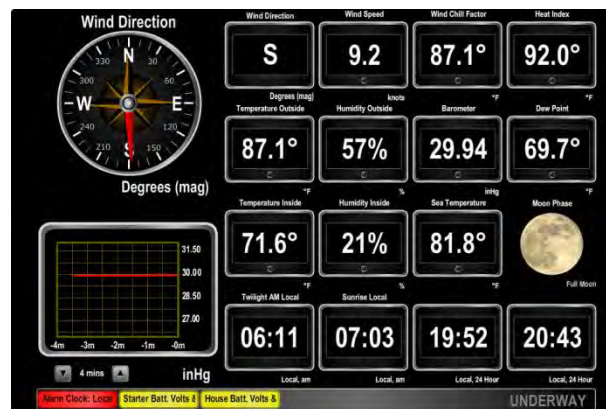 Wind Direction
N
30
60
E
120
150
S
210
240
W
300
330
Degrees (mag)
31.50
30.00
28.50
27.00
-4m -3m -2m -1m -0m
4 mins
inHg
Wind Direction Wind Speed Wind Chill Factor Heat Index
S 9.2 87.1° 92.0°
Degrees (mag) knots °F °F
Temperature Outside Humidity Outside Barometer Dew Point
87.1° 57% 29.94 69.7°
°F % inHg °F
Temperature Inside Humidity Inside Sea Temperature Moon Phase
71.6° 21% 81.8°
°F % °F Full Moon
Twilight AM Local Sunrise Local
06:11 07:03 19:52 20:43
Local, am Local, am Local, 24 Hour Local, 24 Hour
Alarm Clock: Local Starter Batt. Volts & House Batt. Volts & UNDERWAY